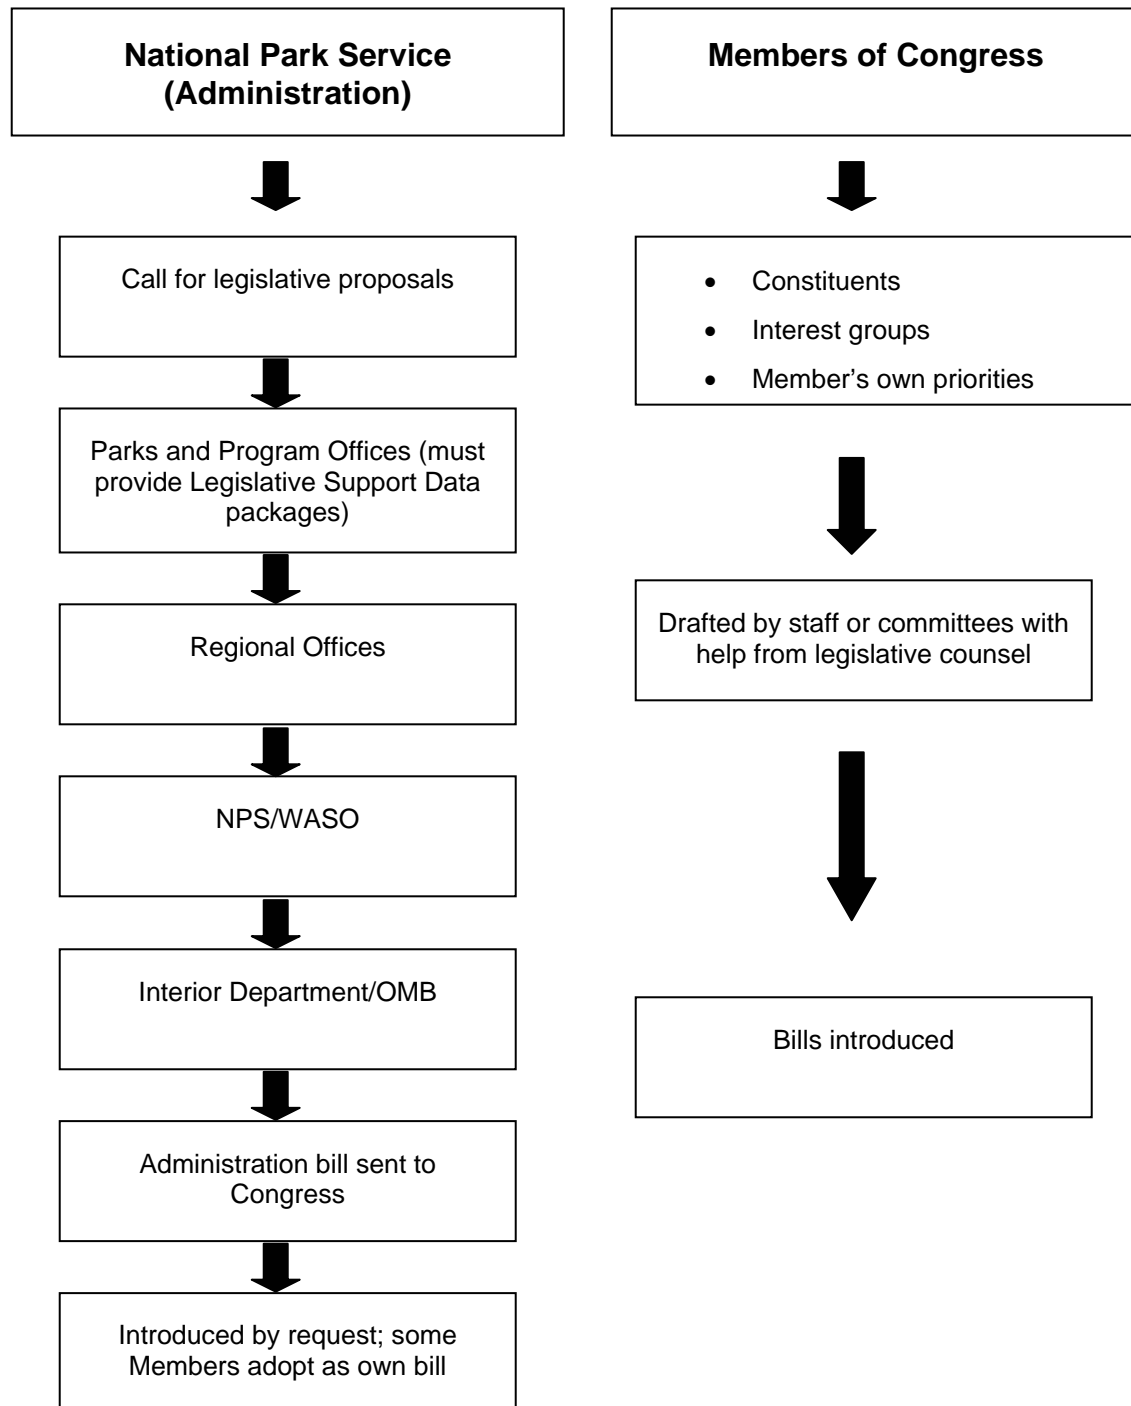 National Park Service
(Administration)
Call for legislative proposals
Parks and Program Offices (must
provide Legislative Support Data
packages)
Regional Offices
NPS/WASO
Interior Department/OMB
Administration bill sent to
Congress
Introduced by request; some
Members adopt as own bill
Members of Congress
• Constituents
• Interest groups
• Member’s own priorities
Drafted by staff or committees with
help from legislative counsel
Bills introduced